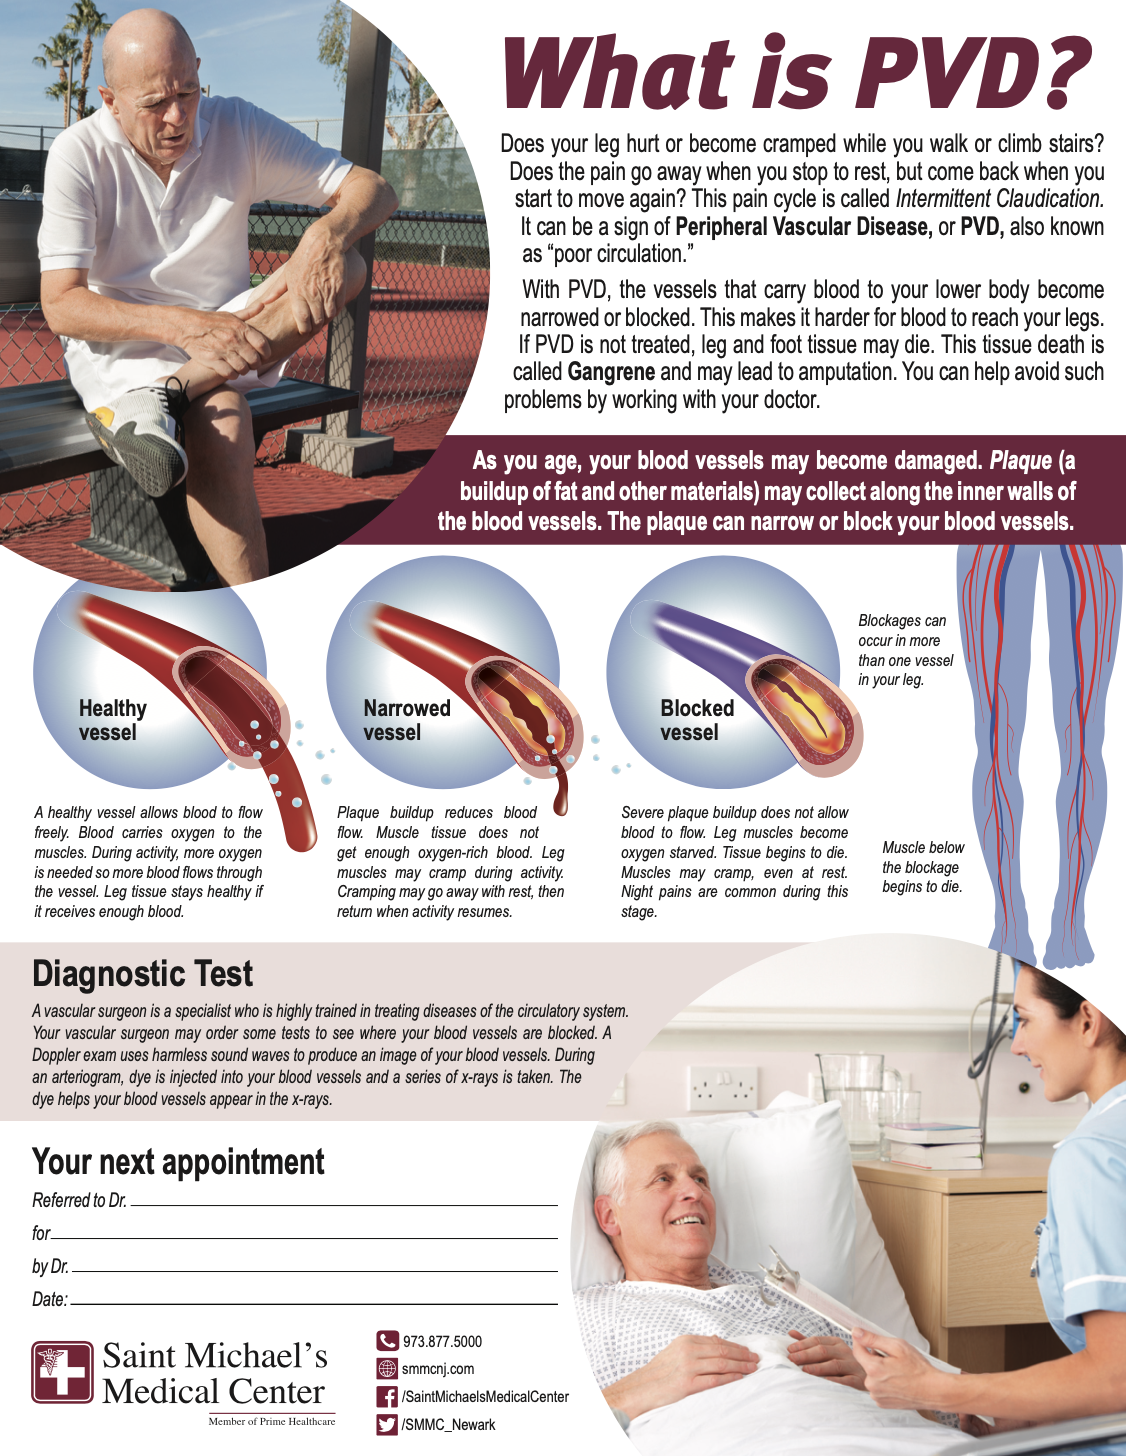 What is PVD?
Does your leg hurt or become cramped while you walk or climb stairs?
Does the pain go away when you stop to rest, but come back when you
start to move again? This pain cycle is called Intermittent Claudication.
It can be a sign of Peripheral Vascular Disease, or PVD, also known
as “poor circulation.”
With PVD, the vessels that carry blood to your lower body become
narrowed or blocked. This makes it harder for blood to reach your legs.
If PVD is not treated, leg and foot tissue may die. This tissue death is
called Gangrene and may lead to amputation. You can help avoid such
problems by working with your doctor.
As you age, your blood vessels may become damaged. Plaque (a
buildup of fat and other materials) may collect along the inner walls of
the blood vessels. The plaque can narrow or block your blood vessels.
Healthy
vessel
A healthy vessel allows blood to flow
freely. Blood carries oxygen to the
muscles. During activity, more oxygen
is needed so more blood flows through
the vessel. Leg tissue stays healthy if
it receives enough blood.
Narrowed
vessel
Plaque buildup reduces blood
flow. Muscle tissue does not
get enough oxygen-rich blood. Leg
muscles may cramp during activity.
Cramping may go away with rest, then
return when activity resumes.
Blocked
vessel
Severe plaque buildup does not allow
blood to flow. Leg muscles become
oxygen starved. Tissue begins to die.
Muscles may cramp, even at rest.
Night pains are common during this
stage.
Blockages can
occur in more
than one vessel
in your leg.
Muscle below
the blockage
begins to die.
Diagnostic Test
A vascular surgeon is a specialist who is highly trained in treating diseases of the circulatory system.
Your vascular surgeon may order some tests to see where your blood vessels are blocked. A
Doppler exam uses harmless sound waves to produce an image of your blood vessels. During
an arteriogram, dye is injected into your blood vessels and a series of x-rays is taken. The
dye helps your blood vessels appear in the x-rays.
Your next appointment
Referred to Dr.
for
by Dr.
Date:
Saint Michael’s
Medical Center
Member of Prime Healthcare
973.877.5000
smmcnj.com
/SaintMichaelsMedicalCenter
/SMMC_Newark